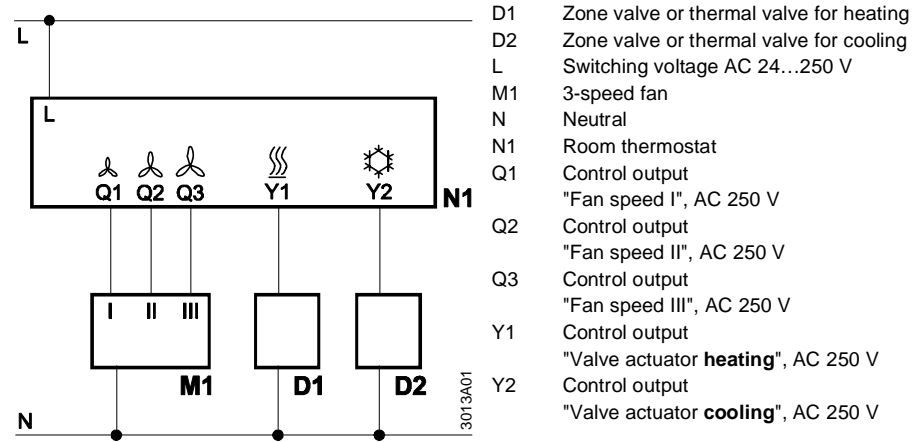 L
L
Q1 Q2 Q3 Y1 Y2
N1
I II III
M1 D1 D2
3013A01
N
D1 Zone valve or thermal valve for heating
D2 Zone valve or thermal valve for cooling
L Switching voltage AC 24…250 V
M1 3-speed fan
N Neutral
N1 Room thermostat
Q1 Control output
"Fan speed I", AC 250 V
Q2 Control output
"Fan speed II", AC 250 V
Q3 Control output
"Fan speed III", AC 250 V
Y1 Control output
"Valve actuator heating", AC 250 V
Y2 Control output
"Valve actuator cooling", AC 250 V